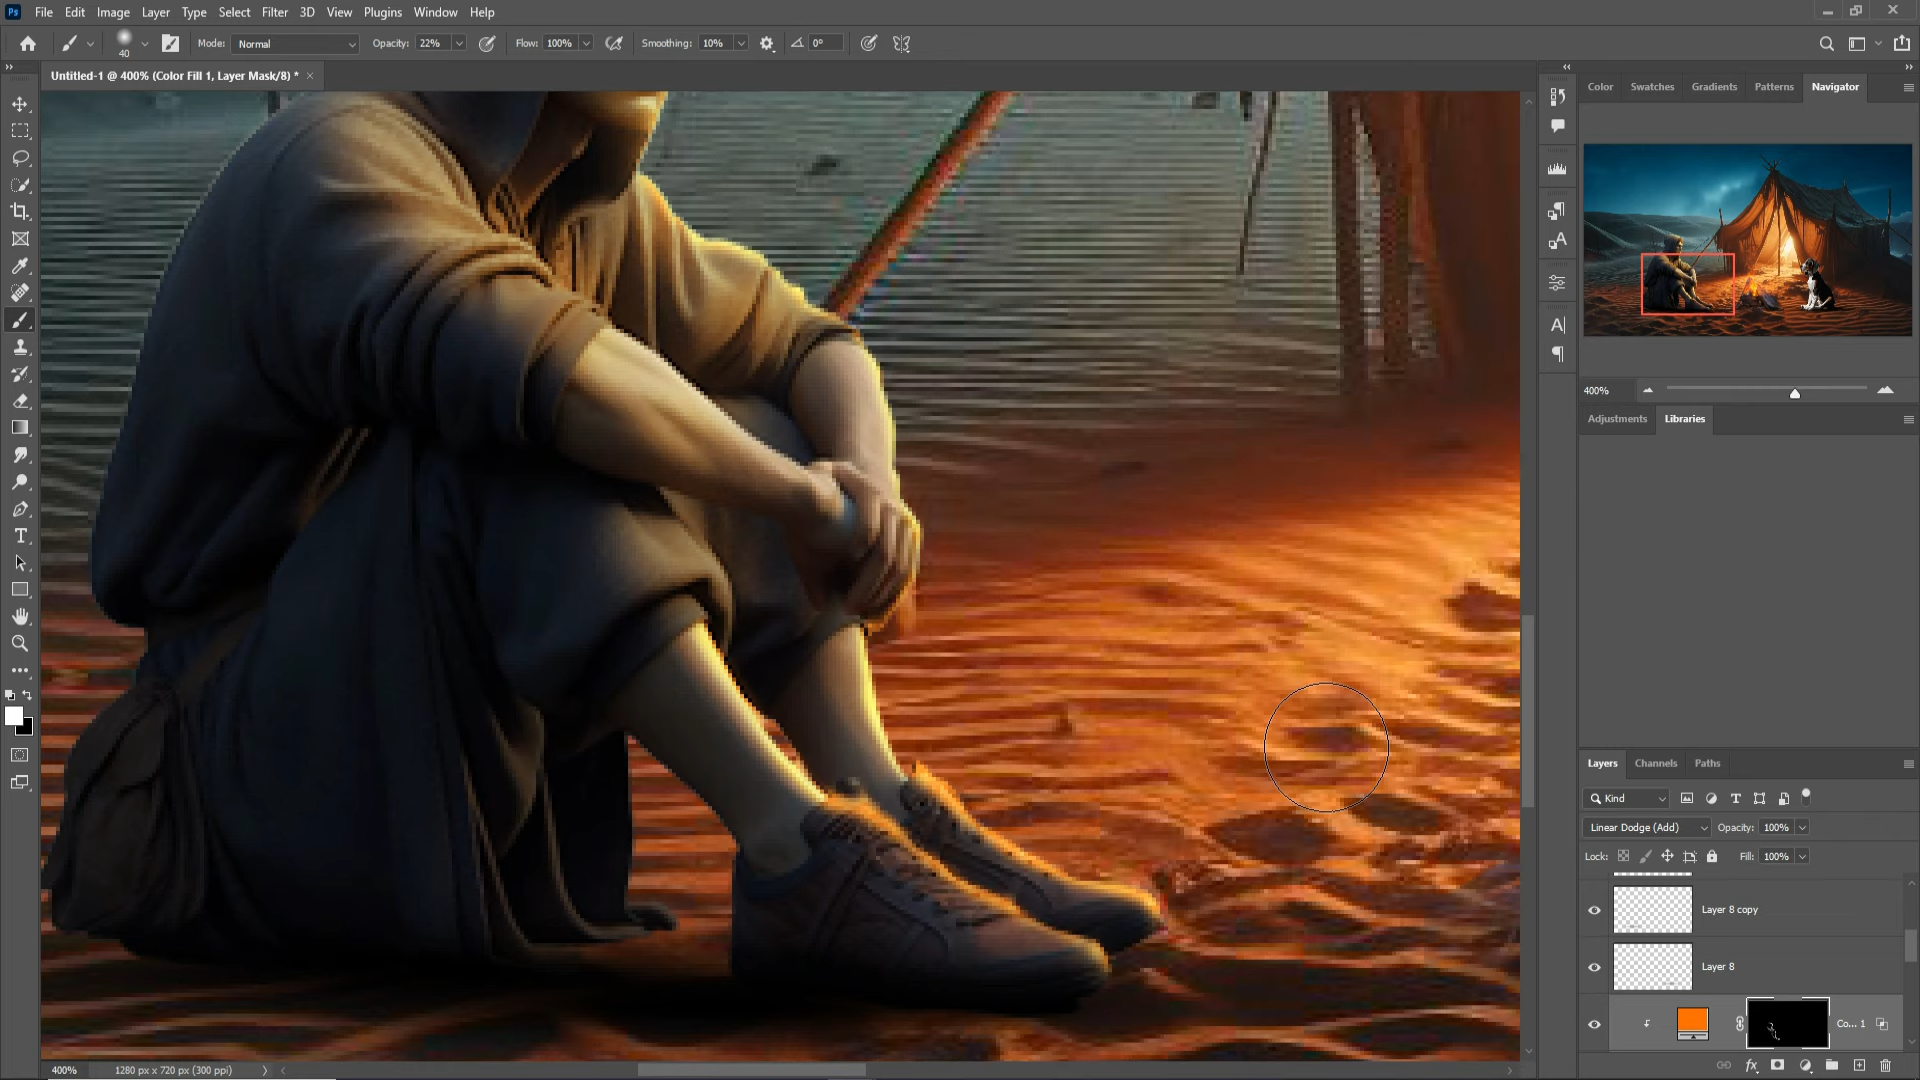 Ps File Edit Image Layer Type Select Filter 3D View Plugins Window Help
40 Mode: Normal Opacity: 22% Flow: 100% Smoothing: 10% 0°
Untitled-1 @ 400% (Color Fill 1, Layer Mask/8) * ×
Color Swatches Gradients Patterns Navigator
400%
Adjustments Libraries
Layers Channels Paths
Kind
Linear Dodge (Add) Opacity: 100%
Lock: Fill: 100%
Layer 8 copy
Layer 8
Co... 1
400% 1280 px x 720 px (300 ppi)